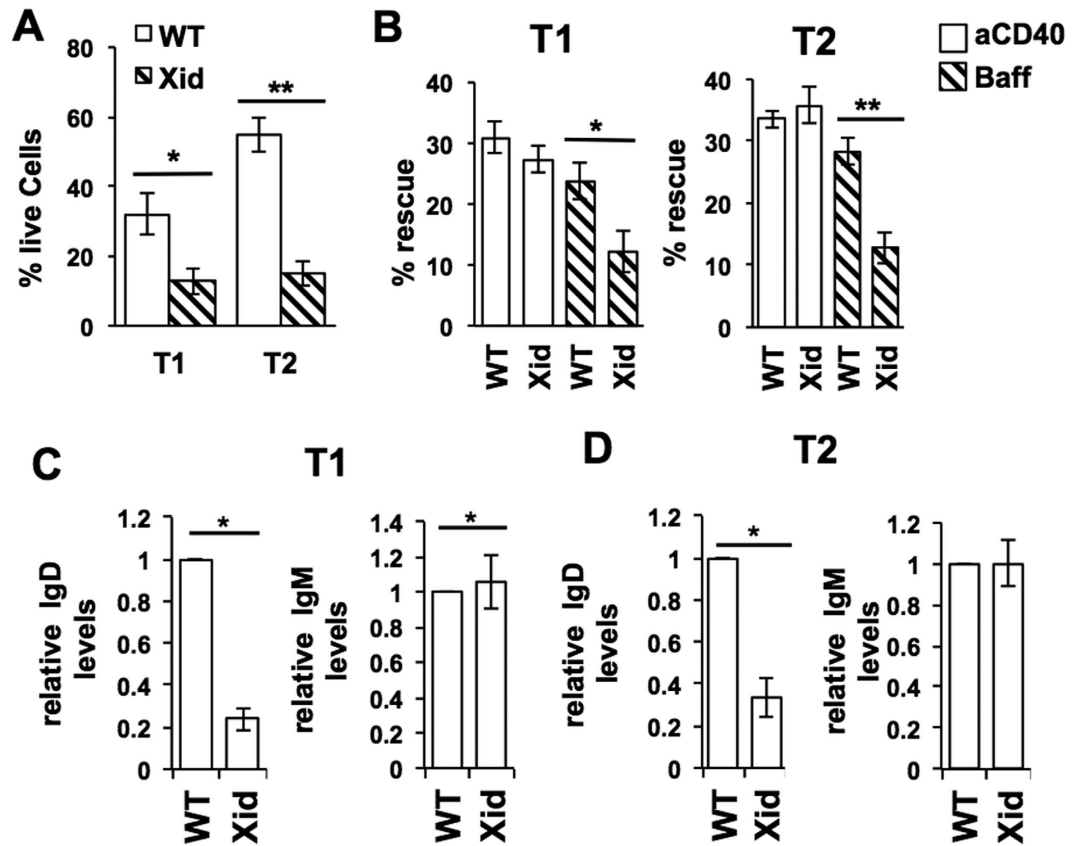 A
WT
Xid
% live Cells
80
60
40
20
0
*
**
T1
T2
B
T1
% rescue
40
30
20
10
0
*
WT
Xid
WT
Xid
T2
% rescue
40
30
20
10
0
**
WT
Xid
WT
Xid
aCD40
Baff
C
T1
relative IgD
levels
1.2
1
0.8
0.6
0.4
0.2
0
*
WT
Xid
relative IgM
levels
1.4
1.2
1
0.8
0.6
0.4
0.2
0
*
WT
Xid
D
T2
relative IgD
levels
1.2
1
0.8
0.6
0.4
0.2
0
*
WT
Xid
relative IgM
levels
1.2
1
0.8
0.6
0.4
0.2
0
WT
Xid